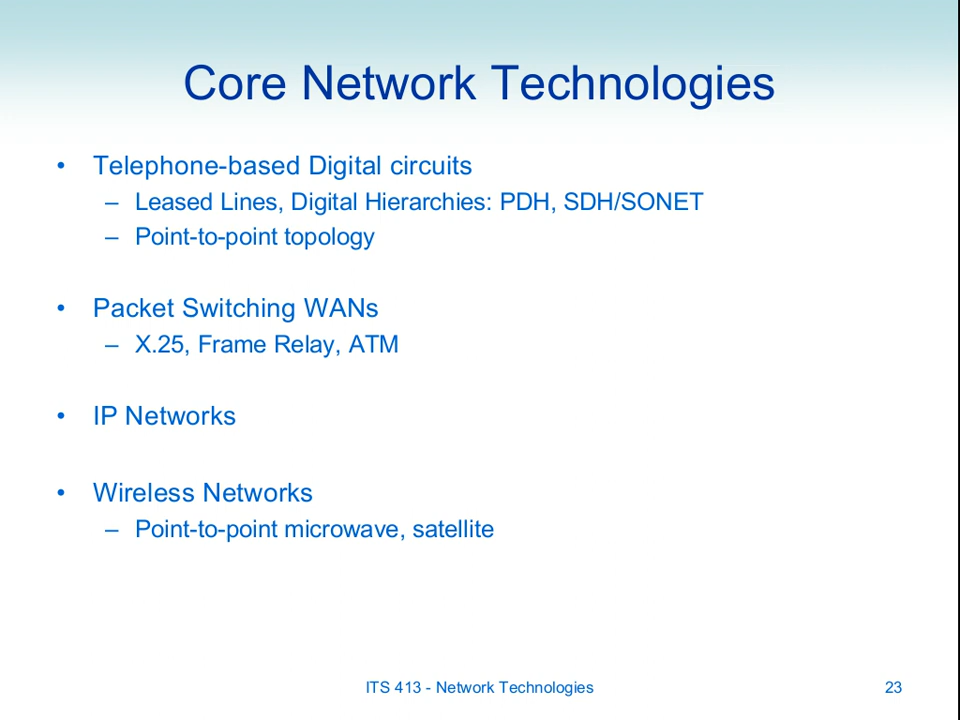 Core Network Technologies
• Telephone-based Digital circuits
– Leased Lines, Digital Hierarchies: PDH, SDH/SONET
– Point-to-point topology
• Packet Switching WANs
– X.25, Frame Relay, ATM
• IP Networks
• Wireless Networks
– Point-to-point microwave, satellite
ITS 413 - Network Technologies
23